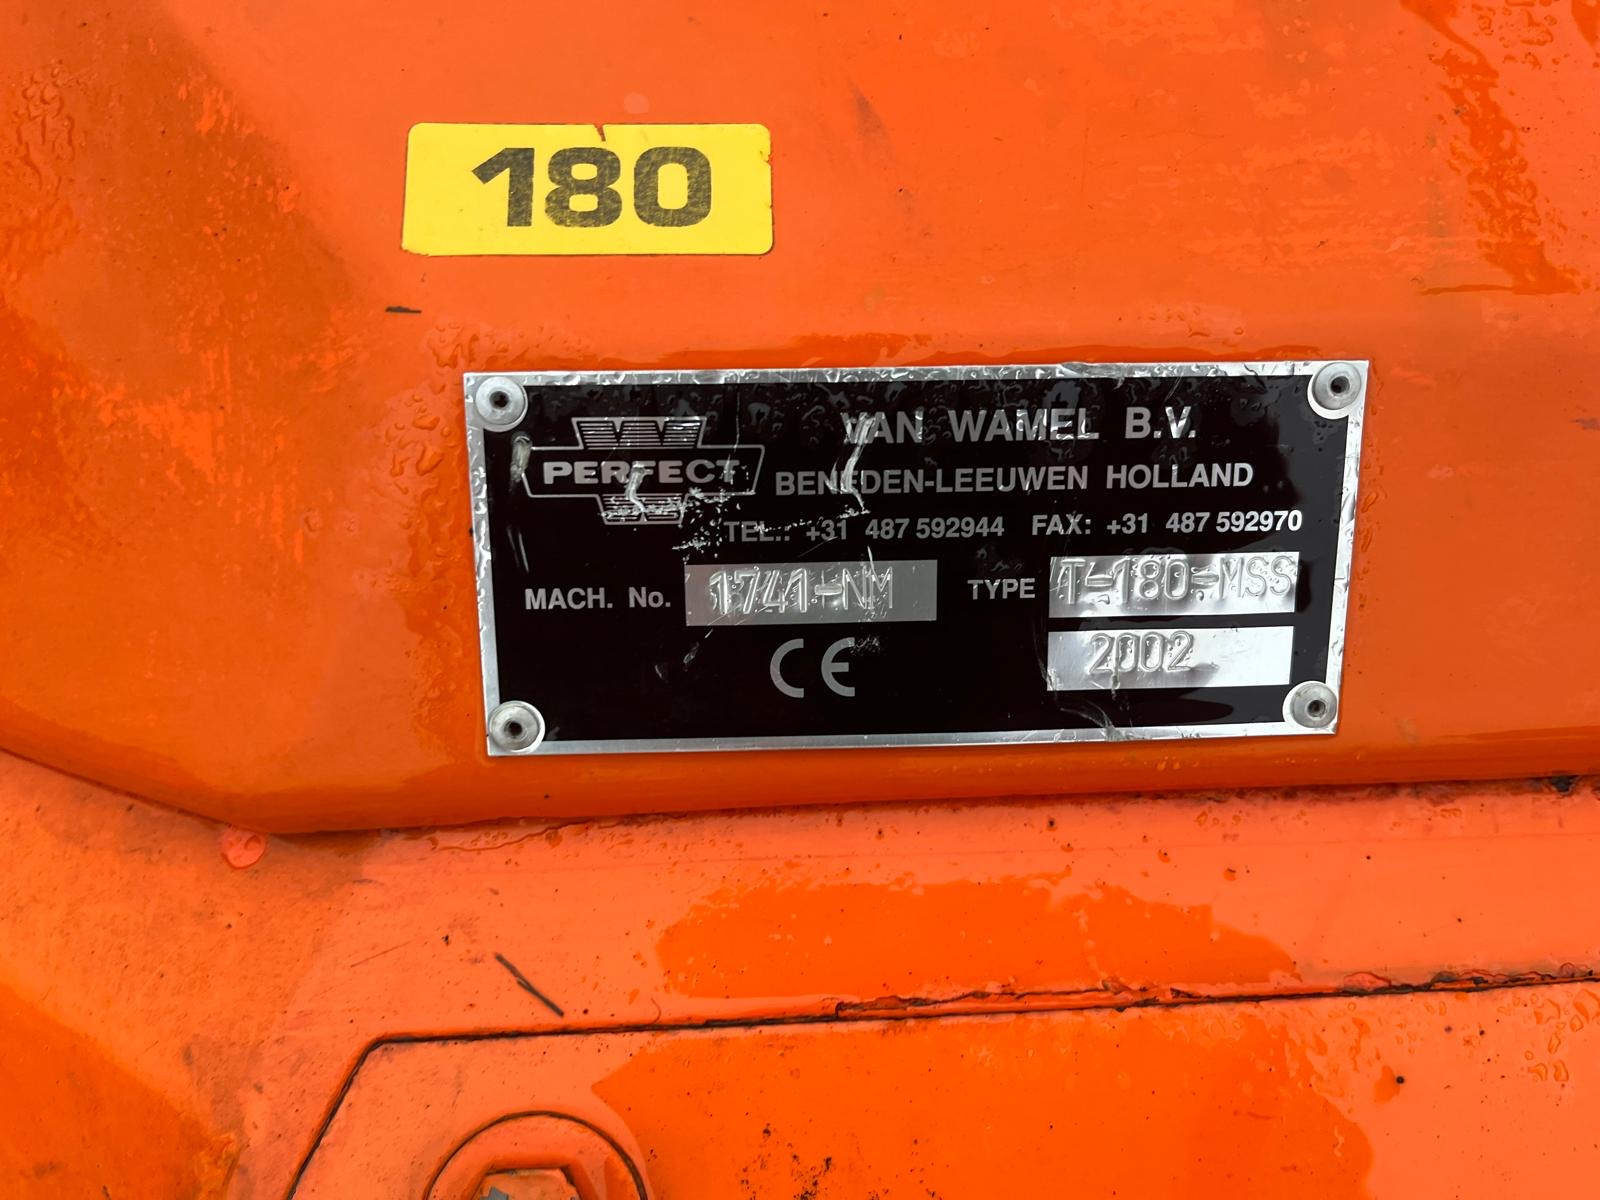 180
PERFECT
VAN WAMEL B.V.
BENEDEN-LEEUWEN HOLLAND
TEL.: +31 487 592944 FAX: +31 487 592970
MACH. No. 1741-NM TYPE T-180-MSS
CE 2002